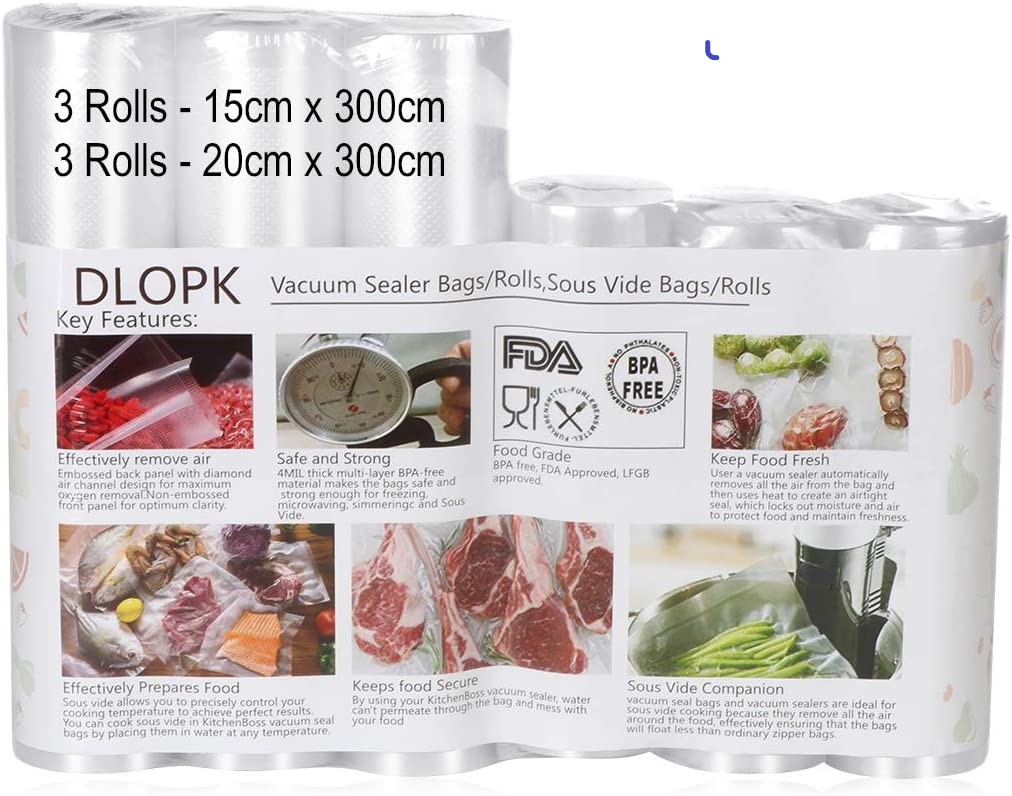 3 Rolls - 15cm x 300cm
3 Rolls - 20cm x 300cm
DLOPK
Vacuum Sealer Bags/Rolls,Sous Vide Bags/Rolls
Key Features:
Effectively remove air
Embossed back panel with diamond
air channel design for maximum
oxygen removal.Non-embossed
front panel for optimum clarity.
Safe and Strong
4MIL thick multi-layer BPA-free
material makes the bags safe and
strong enough for freezing,
microwaving, simmeringc and Sous
Vide.
FDA
BPA
FREE
NO PHTHALATES
NON-TOXIC PLASTIC
NO BISPHENOL A
Food Grade
BPA free, FDA Approved, LFGB
approved.
Keep Food Fresh
User a vacuum sealer automatically
removes all the air from the bag and
then uses heat to create an airtight
seal, which locks out moisture and air
to protect food and maintain freshness.
Effectively Prepares Food
Sous vide allows you to precisely control your
cooking temperature to achieve perfect results.
You can cook sous vide in KitchenBoss vacuum seal
bags by placing them in water at any temperature.
Keeps food Secure
By using your KitchenBoss vacuum sealer, water
can't permeate through the bag and mess with
your food
Sous Vide Companion
vacuum seal bags and vacuum sealers are ideal for
sous vide cooking because they remove all the air
around the food, effectively ensuring that the bags
will float less than ordinary zipper bags.